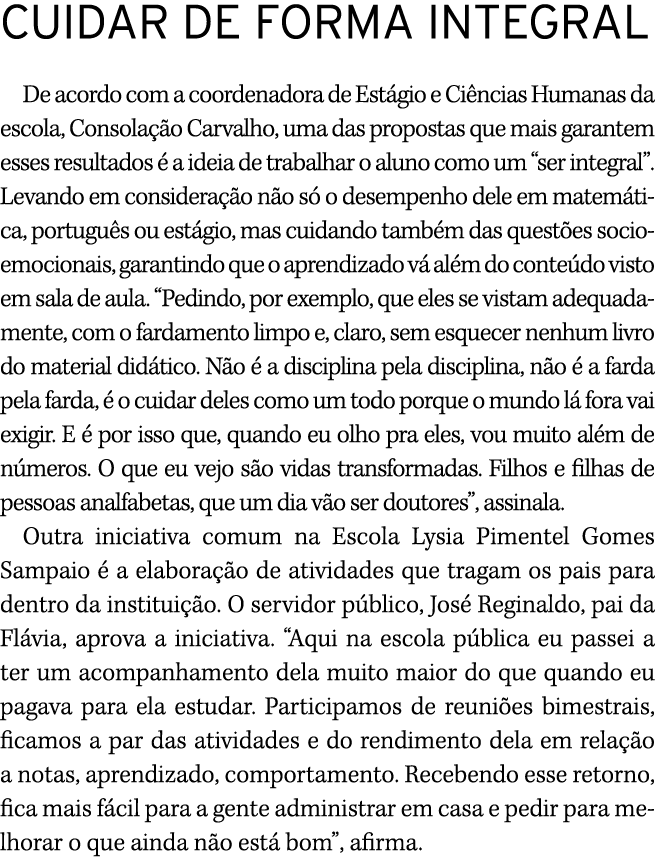 CUIDAR DE FORMA INTEGRAL
De acordo com a coordenadora de Estágio e Ciências Humanas da
escola, Consolação Carvalho, uma das propostas que mais garantem
esses resultados é a ideia de trabalhar o aluno como um “ser integral”.
Levando em consideração não só o desempenho dele em matemáti-
ca, português ou estágio, mas cuidando também das questões socio-
emocionais, garantindo que o aprendizado vá além do conteúdo visto
em sala de aula. “Pedindo, por exemplo, que eles se vistam adequada-
mente, com o fardamento limpo e, claro, sem esquecer nenhum livro
do material didático. Não é a disciplina pela disciplina, não é a farda
pela farda, é o cuidar deles como um todo porque o mundo lá fora vai
exigir. E é por isso que, quando eu olho pra eles, vou muito além de
números. O que eu vejo são vidas transformadas. Filhos e filhas de
pessoas analfabetas, que um dia vão ser doutores”, assinala.
Outra iniciativa comum na Escola Lysia Pimentel Gomes
Sampaio é a elaboração de atividades que tragam os pais para
dentro da instituição. O servidor público, José Reginaldo, pai da
Flávia, aprova a iniciativa. “Aqui na escola pública eu passei a
ter um acompanhamento dela muito maior do que quando eu
pagava para ela estudar. Participamos de reuniões bimestrais,
ficamos a par das atividades e do rendimento dela em relação
a notas, aprendizado, comportamento. Recebendo esse retorno,
fica mais fácil para a gente administrar em casa e pedir para me-
lhorar o que ainda não está bom”, afirma.